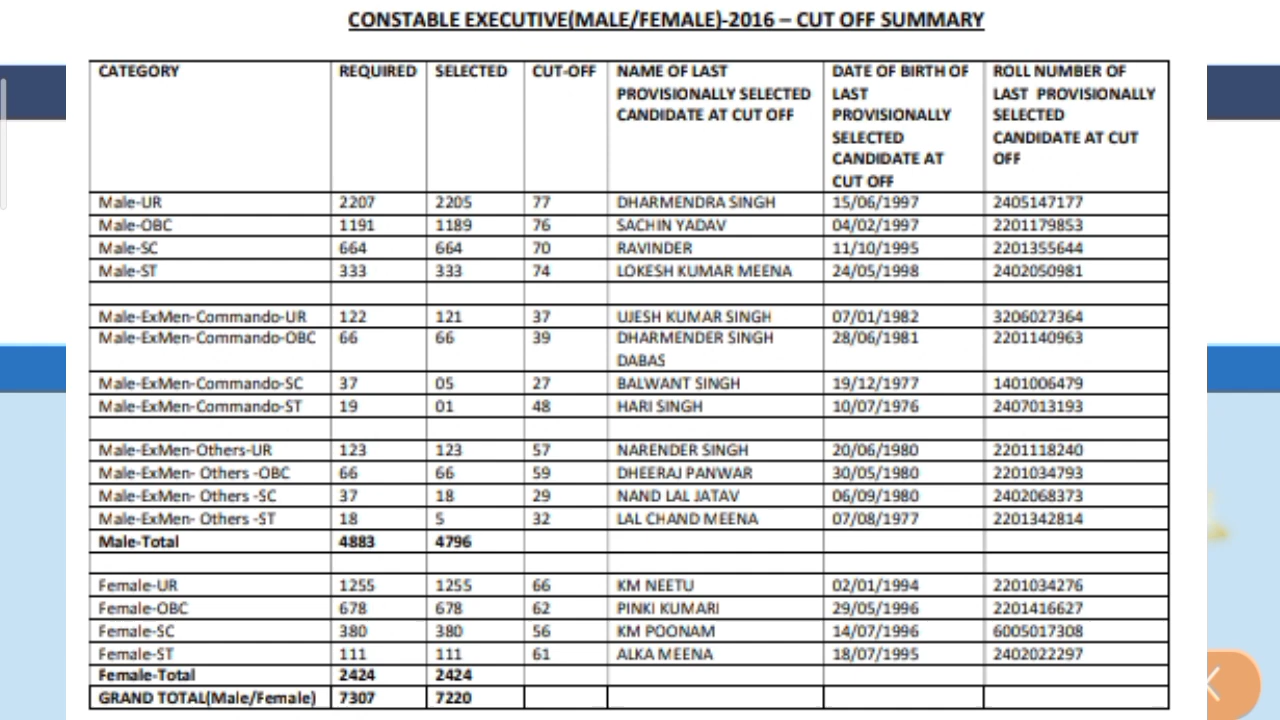 CONSTABLE EXECUTIVE(MALE/FEMALE)-2016 – CUT OFF SUMMARY
CATEGORY REQUIRED SELECTED CUT-OFF NAME OF LAST PROVISIONALLY SELECTED CANDIDATE AT CUT OFF DATE OF BIRTH OF LAST PROVISIONALLY SELECTED CANDIDATE AT CUT OFF ROLL NUMBER OF LAST PROVISIONALLY SELECTED CANDIDATE AT CUT OFF
Male-UR 2207 2205 77 DHARMENDRA SINGH 15/06/1997 2405147177
Male-OBC 1191 1189 76 SACHIN YADAV 04/02/1997 2201179853
Male-SC 664 664 70 RAVINDER 11/10/1995 2201355644
Male-ST 333 333 74 LOKESH KUMAR MEENA 24/05/1998 2402050981
Male-ExMen-Commando-UR 122 121 37 UJESH KUMAR SINGH 07/01/1982 3206027364
Male-ExMen-Commando-OBC 66 66 39 DHARMENDER SINGH DABAS 28/06/1981 2201140963
Male-ExMen-Commando-SC 37 05 27 BALWANT SINGH 19/12/1977 1401006479
Male-ExMen-Commando-ST 19 01 48 HARI SINGH 10/07/1976 2407013193
Male-ExMen-Others-UR 123 123 57 NARENDER SINGH 20/06/1980 2201118240
Male-ExMen- Others -OBC 66 66 59 DHEERAJ PANWAR 30/05/1980 2201034793
Male-ExMen- Others -SC 37 18 29 NAND LAL JATAV 06/09/1980 2402068373
Male-ExMen- Others -ST 18 5 32 LAL CHAND MEENA 07/08/1977 2201342814
Male-Total 4883 4796
Female-UR 1255 1255 66 KM NEETU 02/01/1994 2201034276
Female-OBC 678 678 62 PINKI KUMARI 29/05/1996 2201416627
Female-SC 380 380 56 KM POONAM 14/07/1996 6005017308
Female-ST 111 111 61 ALKA MEENA 18/07/1995 2402022297
Female-Total 2424 2424
GRAND TOTAL(Male/Female) 7307 7220